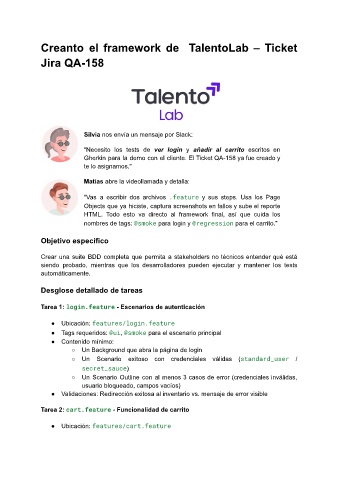 Creanto el framework de TalentoLab – Ticket
Jira QA-158
Talento
Lab
Silvia nos envía un mensaje por Slack:
"Necesito los tests de ver login y añadir al carrito escritos en
Gherkin para la demo con el cliente. El Ticket QA-158 ya fue creado y
te lo asignamos."
Matías abre la videollamada y detalla:
"Vas a escribir dos archivos .feature y sus steps. Usa los Page
Objects que ya hiciste, captura screenshots en fallos y sube el reporte
HTML. Todo esto va directo al framework final, así que cuida los
nombres de tags: @smoke para login y @regression para el carrito."
Objetivo específico
Crear una suite BDD completa que permita a stakeholders no técnicos entender qué está
siendo probado, mientras que los desarrolladores pueden ejecutar y mantener los tests
automáticamente.
Desglose detallado de tareas
Tarea 1: login.feature - Escenarios de autenticación
● Ubicación: features/login.feature
● Tags requeridos: @ui, @smoke para el escenario principal
● Contenido mínimo:
○ Un Background que abra la página de login
○ Un Scenario exitoso con credenciales válidas (standard_user /
secret_sauce)
○ Un Scenario Outline con al menos 3 casos de error (credenciales inválidas,
usuario bloqueado, campos vacíos)
● Validaciones: Redirección exitosa al inventario vs. mensaje de error visible
Tarea 2: cart.feature - Funcionalidad de carrito
● Ubicación: features/cart.feature